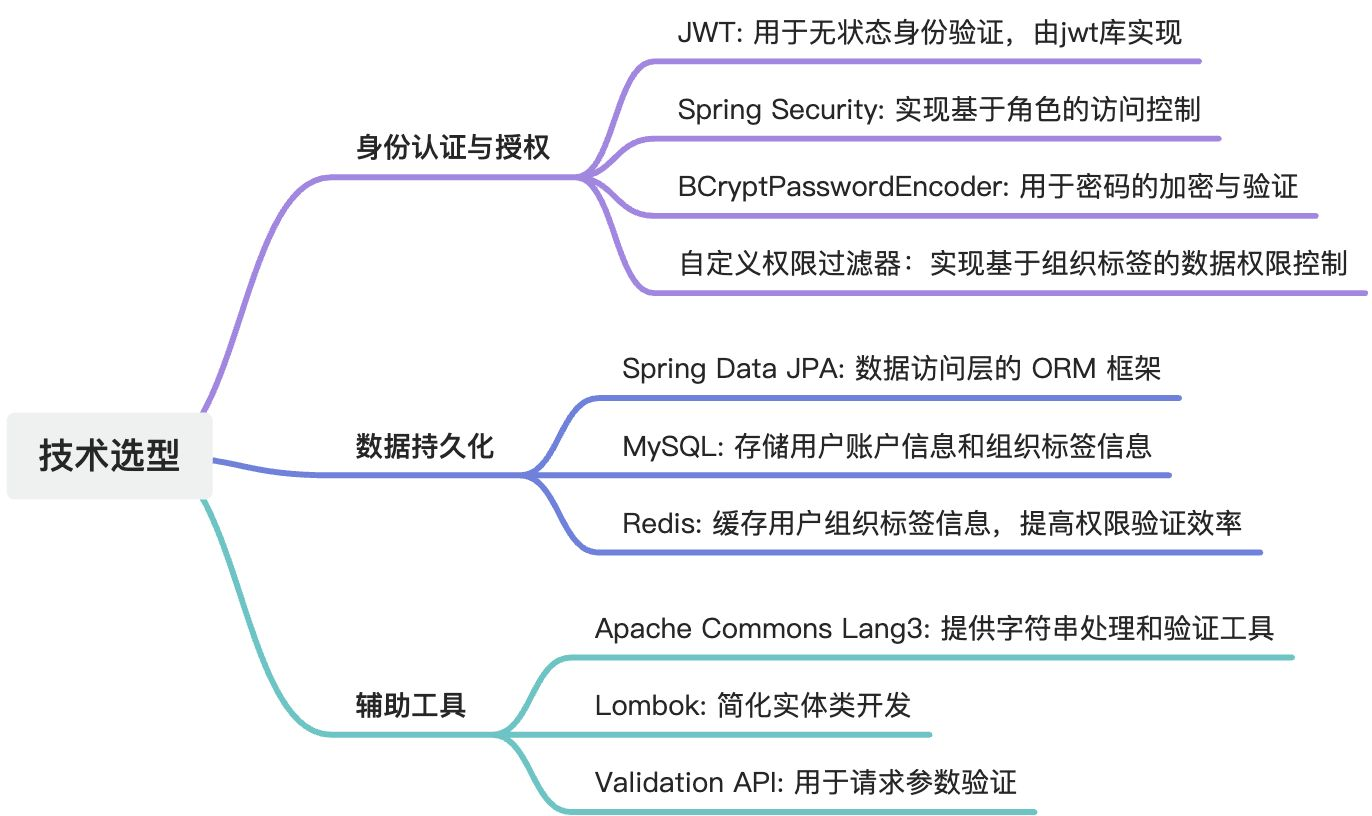 技术选型
身份认证与授权
JWT: 用于无状态身份验证，由jwt库实现
Spring Security: 实现基于角色的访问控制
BCryptPasswordEncoder: 用于密码的加密与验证
自定义权限过滤器：实现基于组织标签的数据权限控制
数据持久化
Spring Data JPA: 数据访问层的 ORM 框架
MySQL: 存储用户账户信息和组织标签信息
Redis: 缓存用户组织标签信息，提高权限验证效率
辅助工具
Apache Commons Lang3: 提供字符串处理和验证工具
Lombok: 简化实体类开发
Validation API: 用于请求参数验证